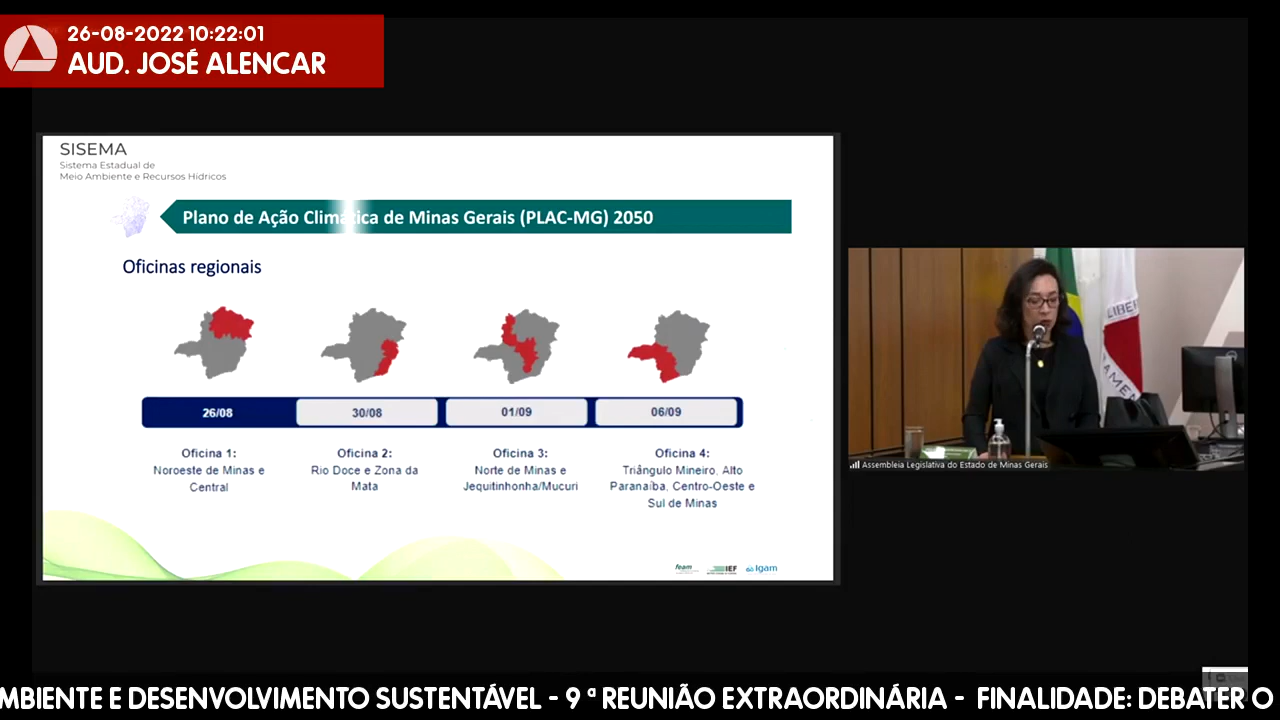 26-08-2022 10:22:01
AUD. JOSÉ ALENCAR
SISEMA
Sistema Estadual de
Meio Ambiente e Recursos Hídricos
Plano de Ação Climática de Minas Gerais (PLAC-MG) 2050
Oficinas regionais
26/08 30/08 01/09 06/09
Oficina 1:
Noroeste de Minas e
Central
Oficina 2:
Rio Doce e Zona da
Mata
Oficina 3:
Norte de Minas e
Jequitinhonha/Mucuri
Oficina 4:
Triângulo Mineiro, Alto
Paranaíba, Centro-Oeste e
Sul de Minas
feam IEF Igam
LIBER
AMEN
Assembleia Legislativa do Estado de Minas Gerais
MBIENTE E DESENVOLVIMENTO SUSTENTÁVEL - 9 ª REUNIÃO EXTRAORDINÁRIA - FINALIDADE: DEBATER O